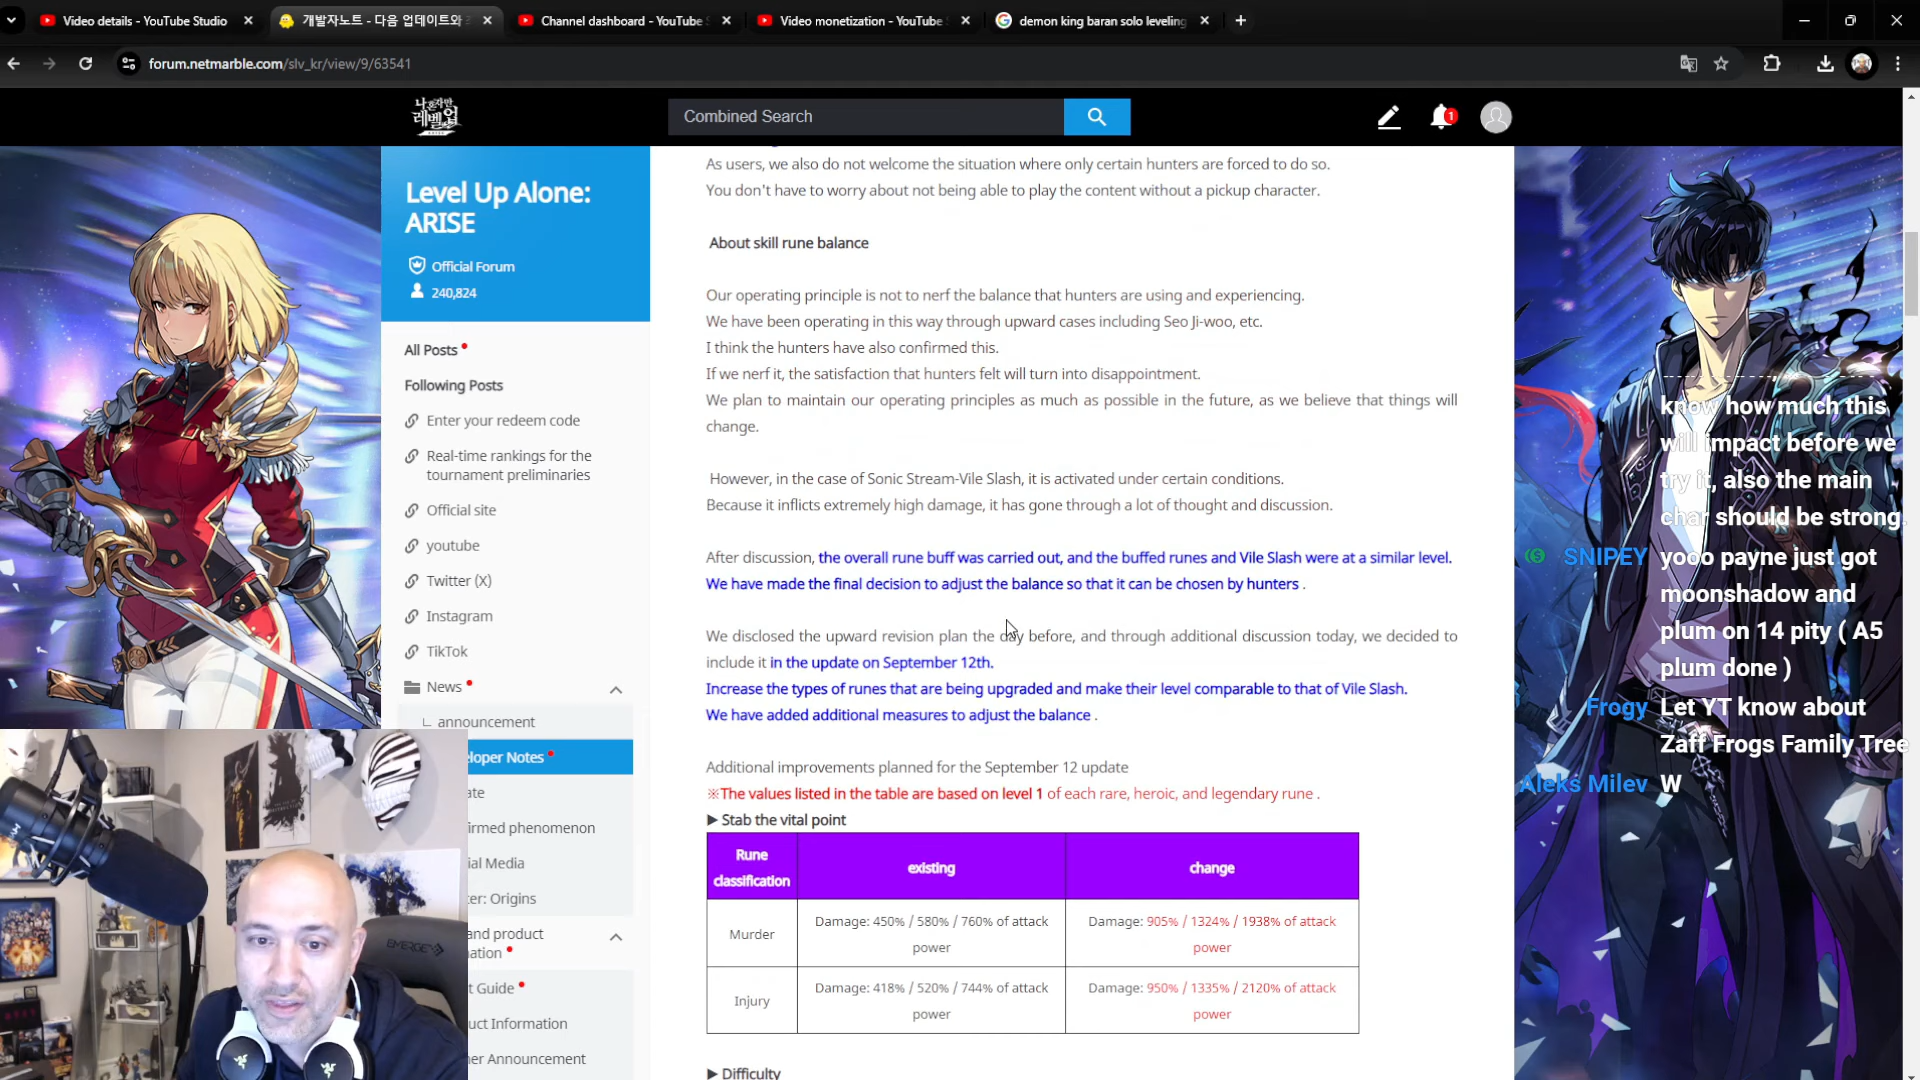 Video details - YouTube Studio
개발자노트 - 다음 업데이트와
Channel dashboard - YouTube S
Video monetization - YouTube
demon king baran solo leveling
forum.netmarble.com/slv_kr/view/9/63541
나 혼자만
레벨업
Combined Search
1
Level Up Alone:
ARISE
Official Forum
240,824
All Posts
Following Posts
Enter your redeem code
Real-time rankings for the
tournament preliminaries
Official site
youtube
Twitter (X)
Instagram
TikTok
News
announcement
eloper Notes
ate
irmed phenomenon
ial Media
ter: Origins
and product
ation
t Guide
uct Information
er Announcement
As users, we also do not welcome the situation where only certain hunters are forced to do so.
You don't have to worry about not being able to play the content without a pickup character.
About skill rune balance
Our operating principle is not to nerf the balance that hunters are using and experiencing.
We have been operating in this way through upward cases including Seo Ji-woo, etc.
I think the hunters have also confirmed this.
If we nerf it, the satisfaction that hunters felt will turn into disappointment.
We plan to maintain our operating principles as much as possible in the future, as we believe that things will
change.
However, in the case of Sonic Stream-Vile Slash, it is activated under certain conditions.
Because it inflicts extremely high damage, it has gone through a lot of thought and discussion.
After discussion, the overall rune buff was carried out, and the buffed runes and Vile Slash were at a similar level.
We have made the final decision to adjust the balance so that it can be chosen by hunters .
We disclosed the upward revision plan the day before, and through additional discussion today, we decided to
include it in the update on September 12th.
Increase the types of runes that are being upgraded and make their level comparable to that of Vile Slash.
We have added additional measures to adjust the balance .
Additional improvements planned for the September 12 update
※The values listed in the table are based on level 1 of each rare, heroic, and legendary rune .
▶ Stab the vital point
Rune
classification
existing
change
Murder
Damage: 450% / 580% / 760% of attack
power
Damage: 905% / 1324% / 1938% of attack
power
Injury
Damage: 418% / 520% / 744% of attack
power
Damage: 950% / 1335% / 2120% of attack
power
▶ Difficulty
know how much this
will impact before we
try it, also the main
char should be strong.
SNIPEY yooo payne just got
moonshadow and
plum on 14 pity ( A5
plum done )
Frogy Let YT know about
Zaff Frogs Family Tree
Aleks Milev W
EMERGE